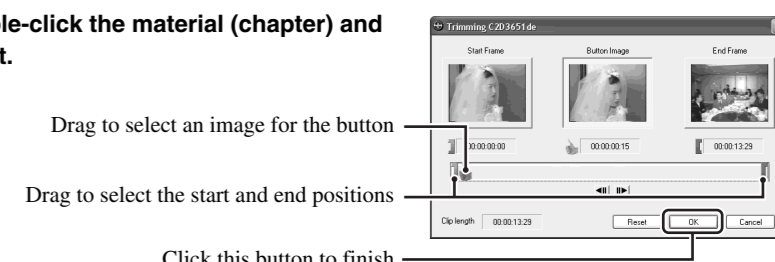 ple-click the material (chapter) and
t.
Trimming C2D3651de
Start Frame
Button Image
End Frame
Drag to select an image for the button
00:00:00:00
00:00:00:15
00:00:13:29
Drag to select the start and end positions
Clip length
00:00:13:29
Reset
OK
Cancel
Click this button to finish